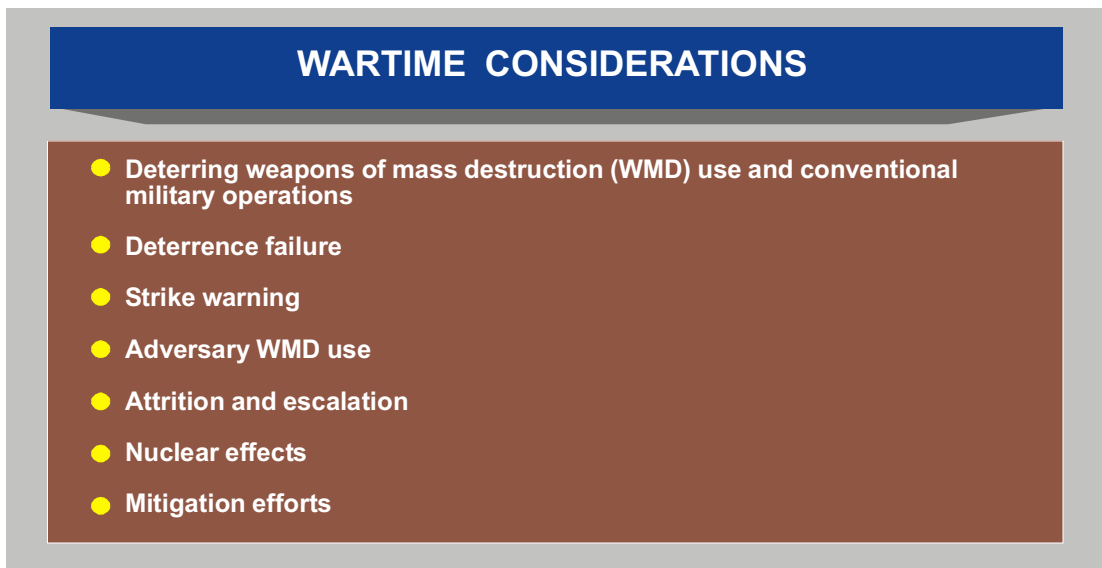 WARTIME CONSIDERATIONS
Deterring weapons of mass destruction (WMD) use and conventional
military operations
Deterrence failure
Strike warning
Adversary WMD use
Attrition and escalation
Nuclear effects
Mitigation efforts